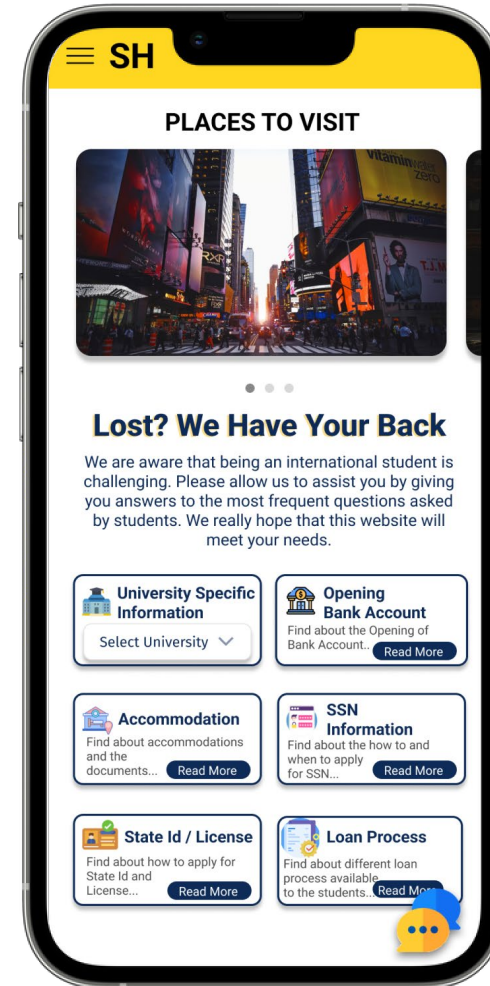 SH
PLACES TO VISIT
vitaminwater
zero
RXR
T.J.
Lost? We Have Your Back
We are aware that being an international student is
challenging. Please allow us to assist you by giving
you answers to the most frequent questions asked
by students. We really hope that this website will
meet your needs.
University Specific
Information
Select University
Opening
Bank Account
Find about the Opening of
Bank Account..
Read More
Accommodation
Find about accommodations
and the
documents...
Read More
SSN
Information
Find about the how to and
when to apply
for SSN...
Read More
State Id / License
Find about how to apply for
State Id and
License...
Read More
Loan Process
Find about different loan
process available
to the students...
Read More